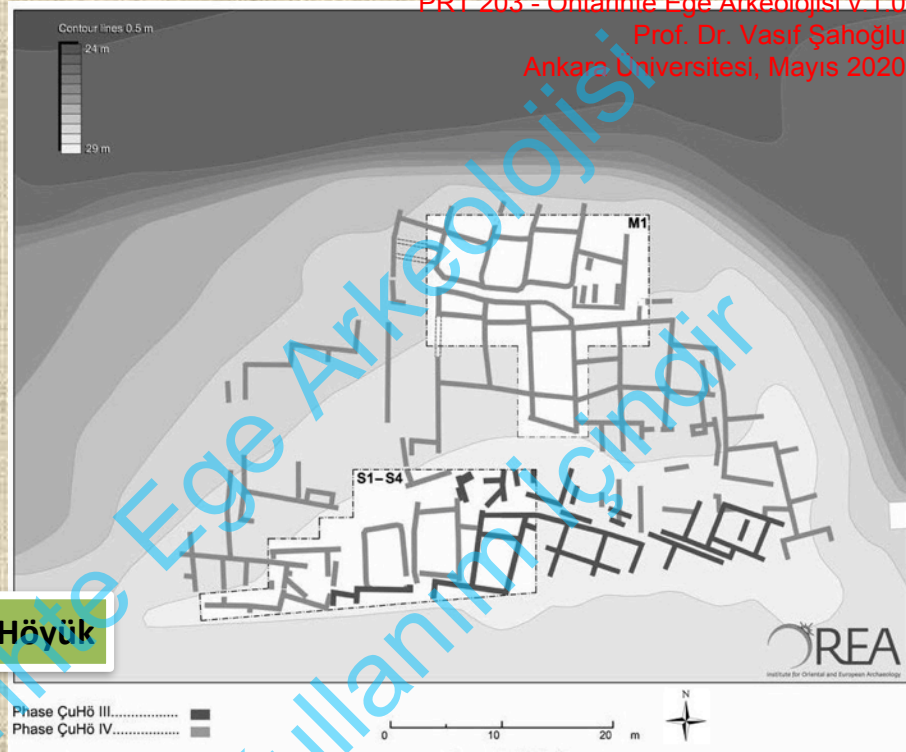 PRT 203 - Öntarihte Ege Arkeolojisi V 1.0
Prof. Dr. Vasıf Şahoğlu
Ankara Üniversitesi, Mayıs 2020
Contour lines 0.5 m
24 m
29 m
M1
S1–S4
Höyük
OREA
Institute for Oriental and European Archaeology
Phase ÇuHö III
Phase ÇuHö IV
N
0 10 20 m
Öntarihte Ege Arkeolojisi
Kullanım İçindir